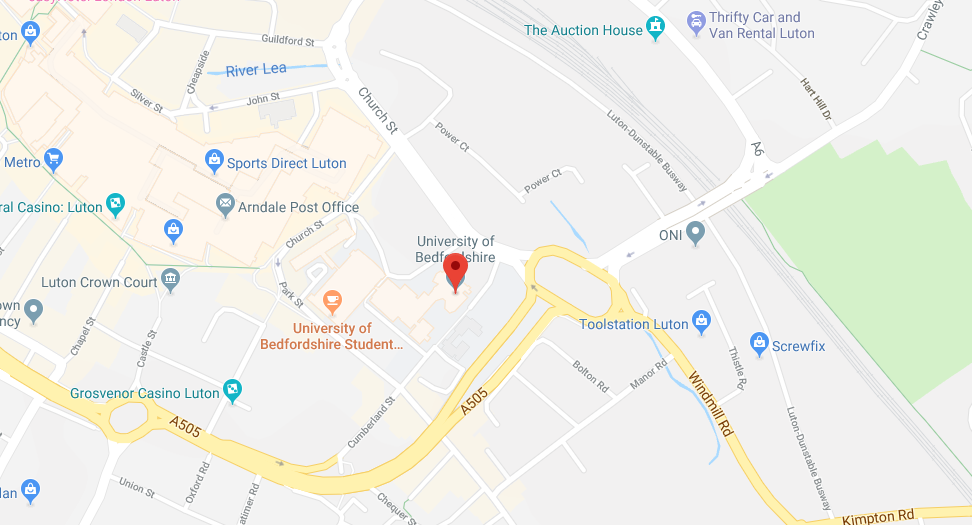 The Auction House
Thrifty Car and
Van Rental Luton
Crawley
ton
Guildford St
Cheapside
River Lea
Silver St
John St
Church St
Hart Hill Dr
Power Ct
Luton-Dunstable Busway
A6
Metro
Sports Direct Luton
Power Ct
ral Casino: Luton
Arndale Post Office
Church St
ONI
University of
Bedfordshire
Luton Crown Court
Park St
own
ncy
University of
Bedfordshire Student...
Toolstation Luton
Screwfix
Chapel St
Castle St
Bolton Rd
Manor Rd
Thistle Rd
Grosvenor Casino Luton
A505
A505
Windmill Rd
Cumberland St
Luton-Dunstable Busway
Union St
Oxford Rd
atimer Rd
Chequer St
lan
Kimpton Rd